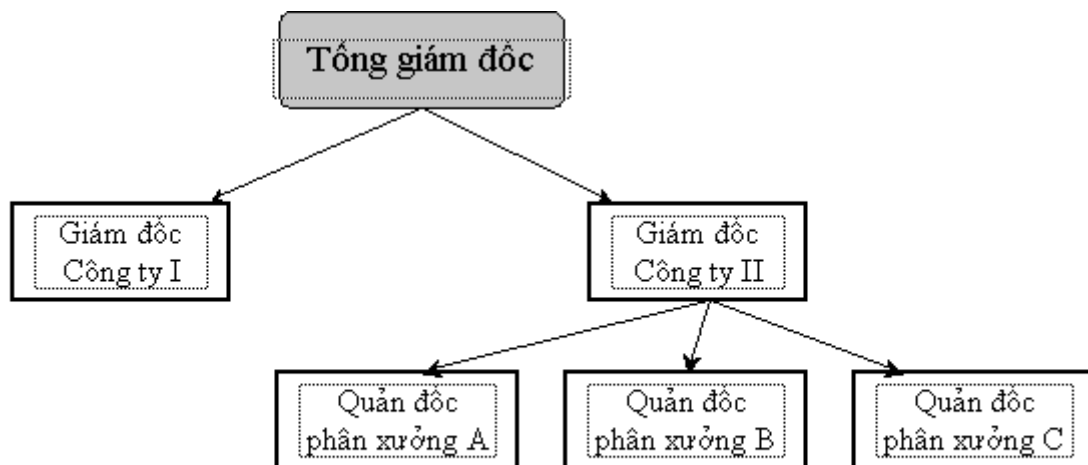 Tổng giám đốc
Giám đốc
Công ty I
Giám đốc
Công ty II
Quản đốc
phân xưởng A
Quản đốc
phân xưởng B
Quản đốc
phân xưởng C